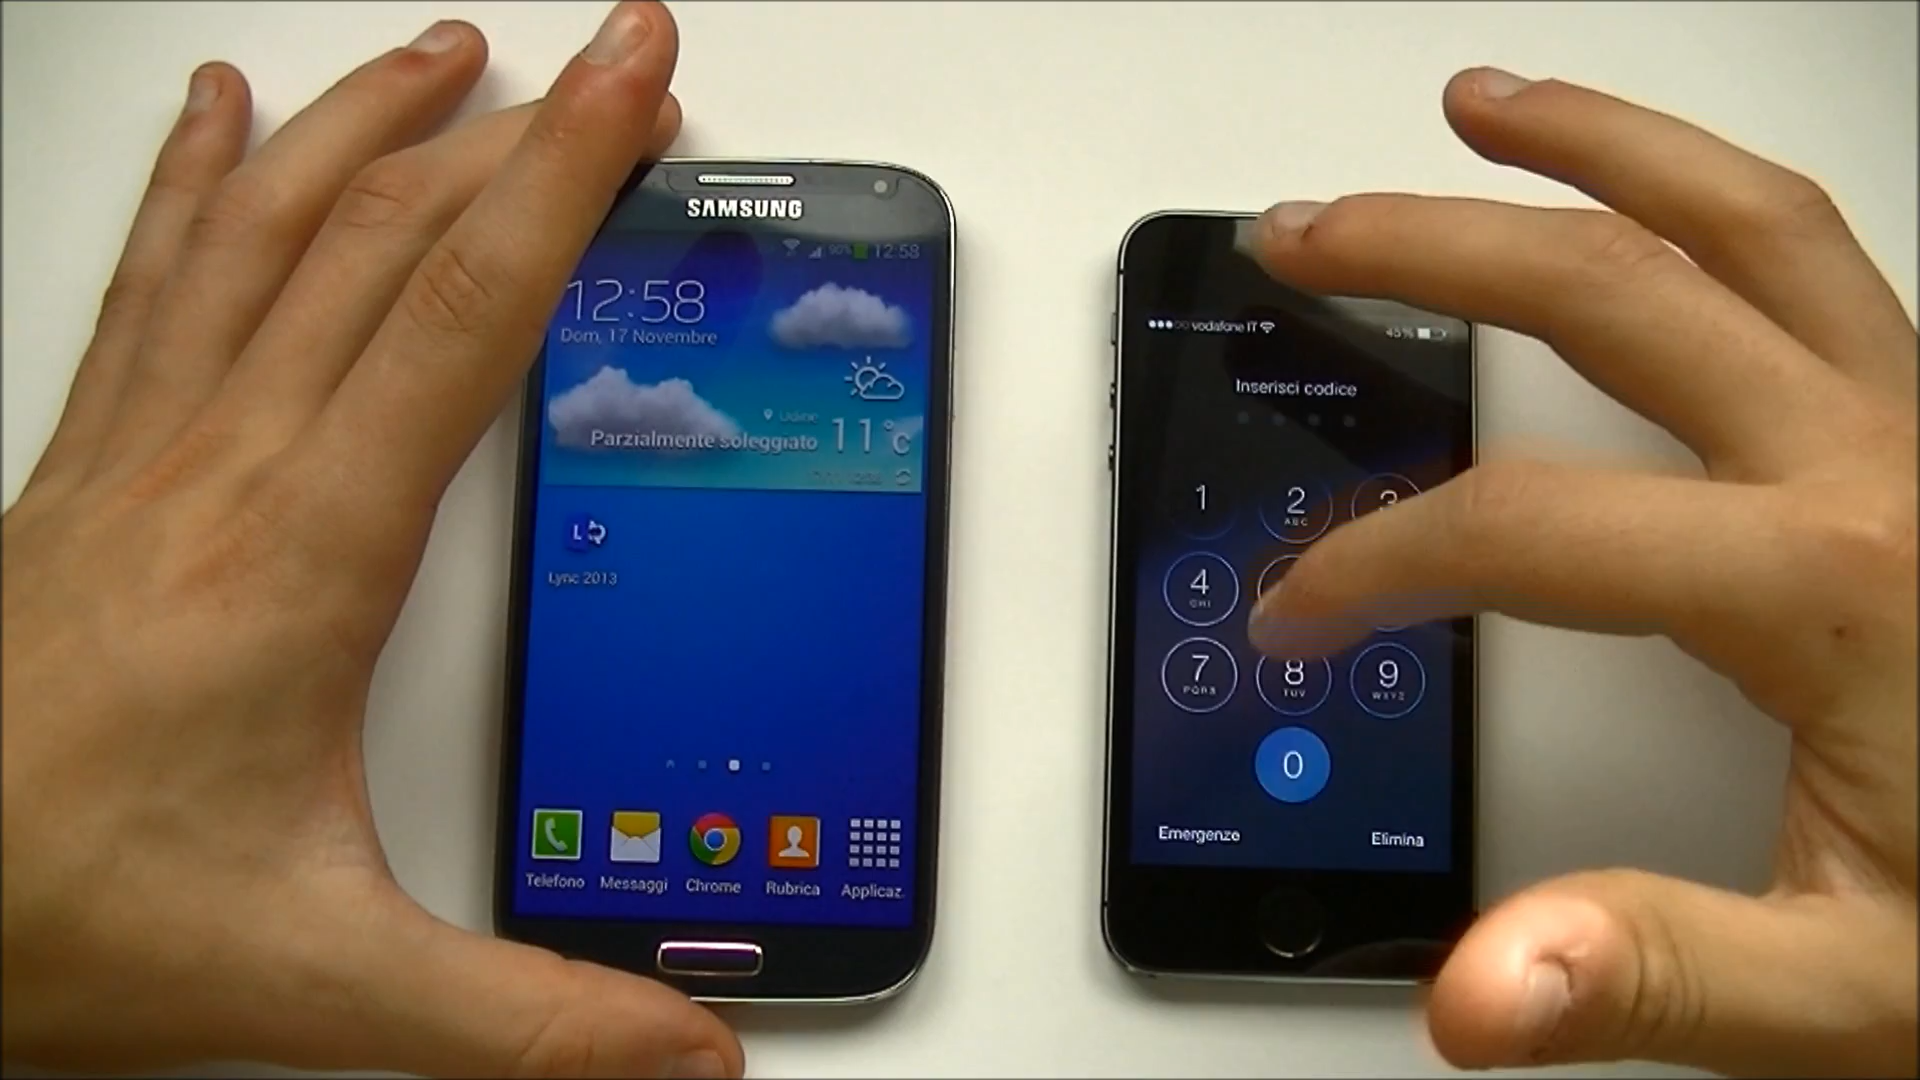 SAMSUNG
90% 12:58
12:58
Dom, 17 Novembre
Udine
Parzialmente soleggiato 11°C
Lync 2013
Telefono Messaggi Chrome Rubrica Applicaz.
vodafone IT 45%
Inserisci codice
1 2 3
ABC
4
GHI
7 8 9
PQRS TUV WXYZ
0
Emergenze Elimina